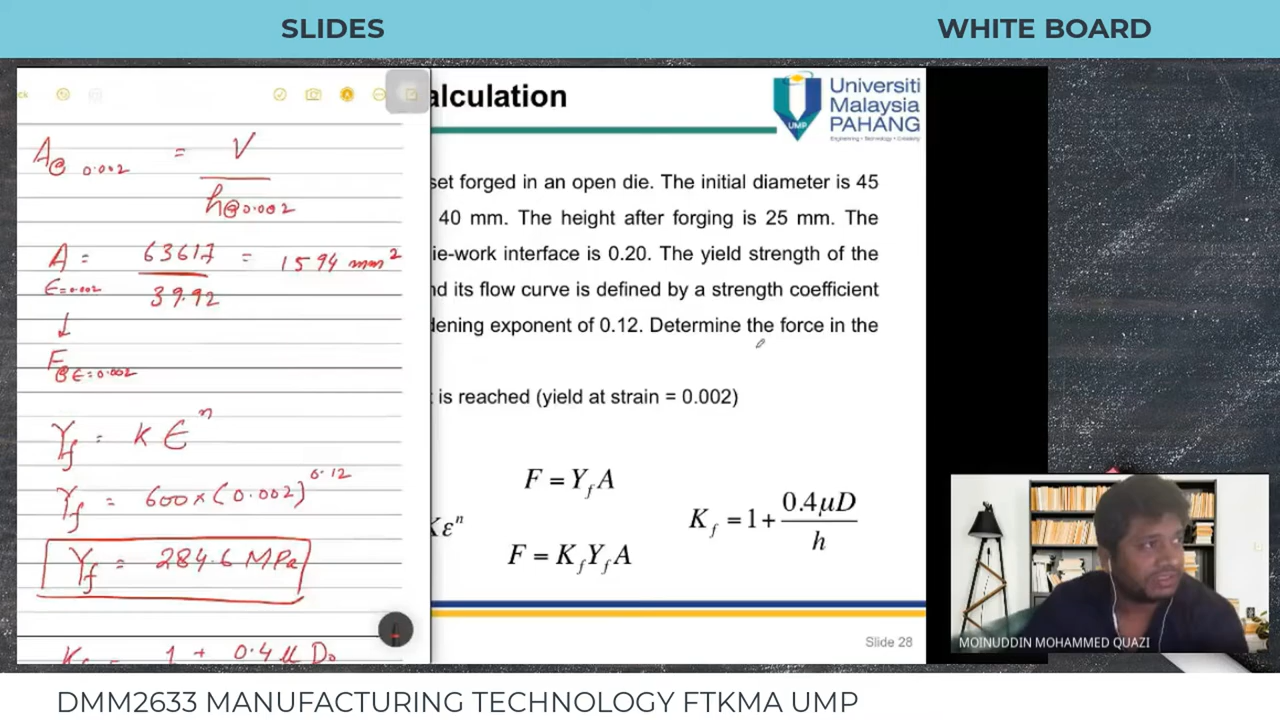 SLIDES
WHITE BOARD
A@ 0.002 = V / h@0.002
A ε=0.002 = 63617 / 39.92 = 1594 mm²
↓
F@ ε=0.002
Yf = K ε^n
Yf = 600 × (0.002)^0.12
Yf = 284.6 MPa
1 + 0.4 μ Do
alculation
Universiti
Malaysia
PAHANG
UMP
set forged in an open die. The initial diameter is 45
40 mm. The height after forging is 25 mm. The
ie-work interface is 0.20. The yield strength of the
nd its flow curve is defined by a strength coefficient
dening exponent of 0.12. Determine the force in the
is reached (yield at strain = 0.002)
F = YfA
Kε^n
F = KfYfA
Kf = 1 + 0.4μD / h
Slide 28
MOINUDDIN MOHAMMED QUAZI
DMM2633 MANUFACTURING TECHNOLOGY FTKMA UMP